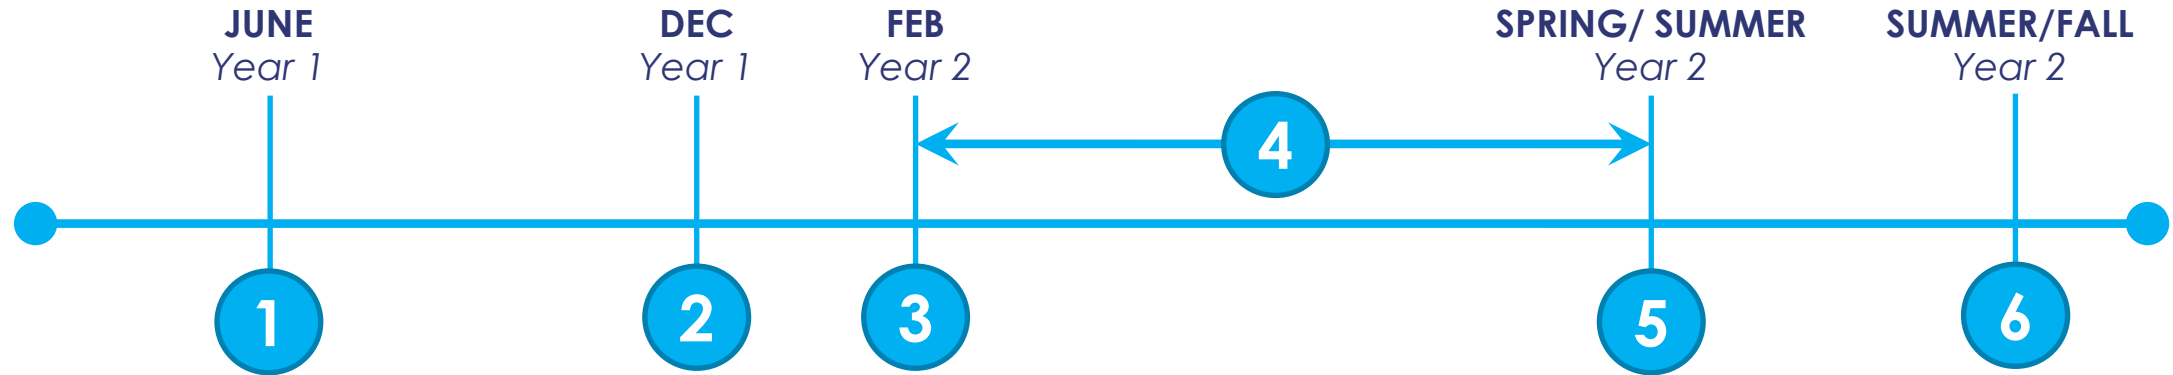 JUNE
Year 1
DEC
Year 1
FEB
Year 2
SPRING/ SUMMER
Year 2
SUMMER/FALL
Year 2
4
1
2
3
5
6